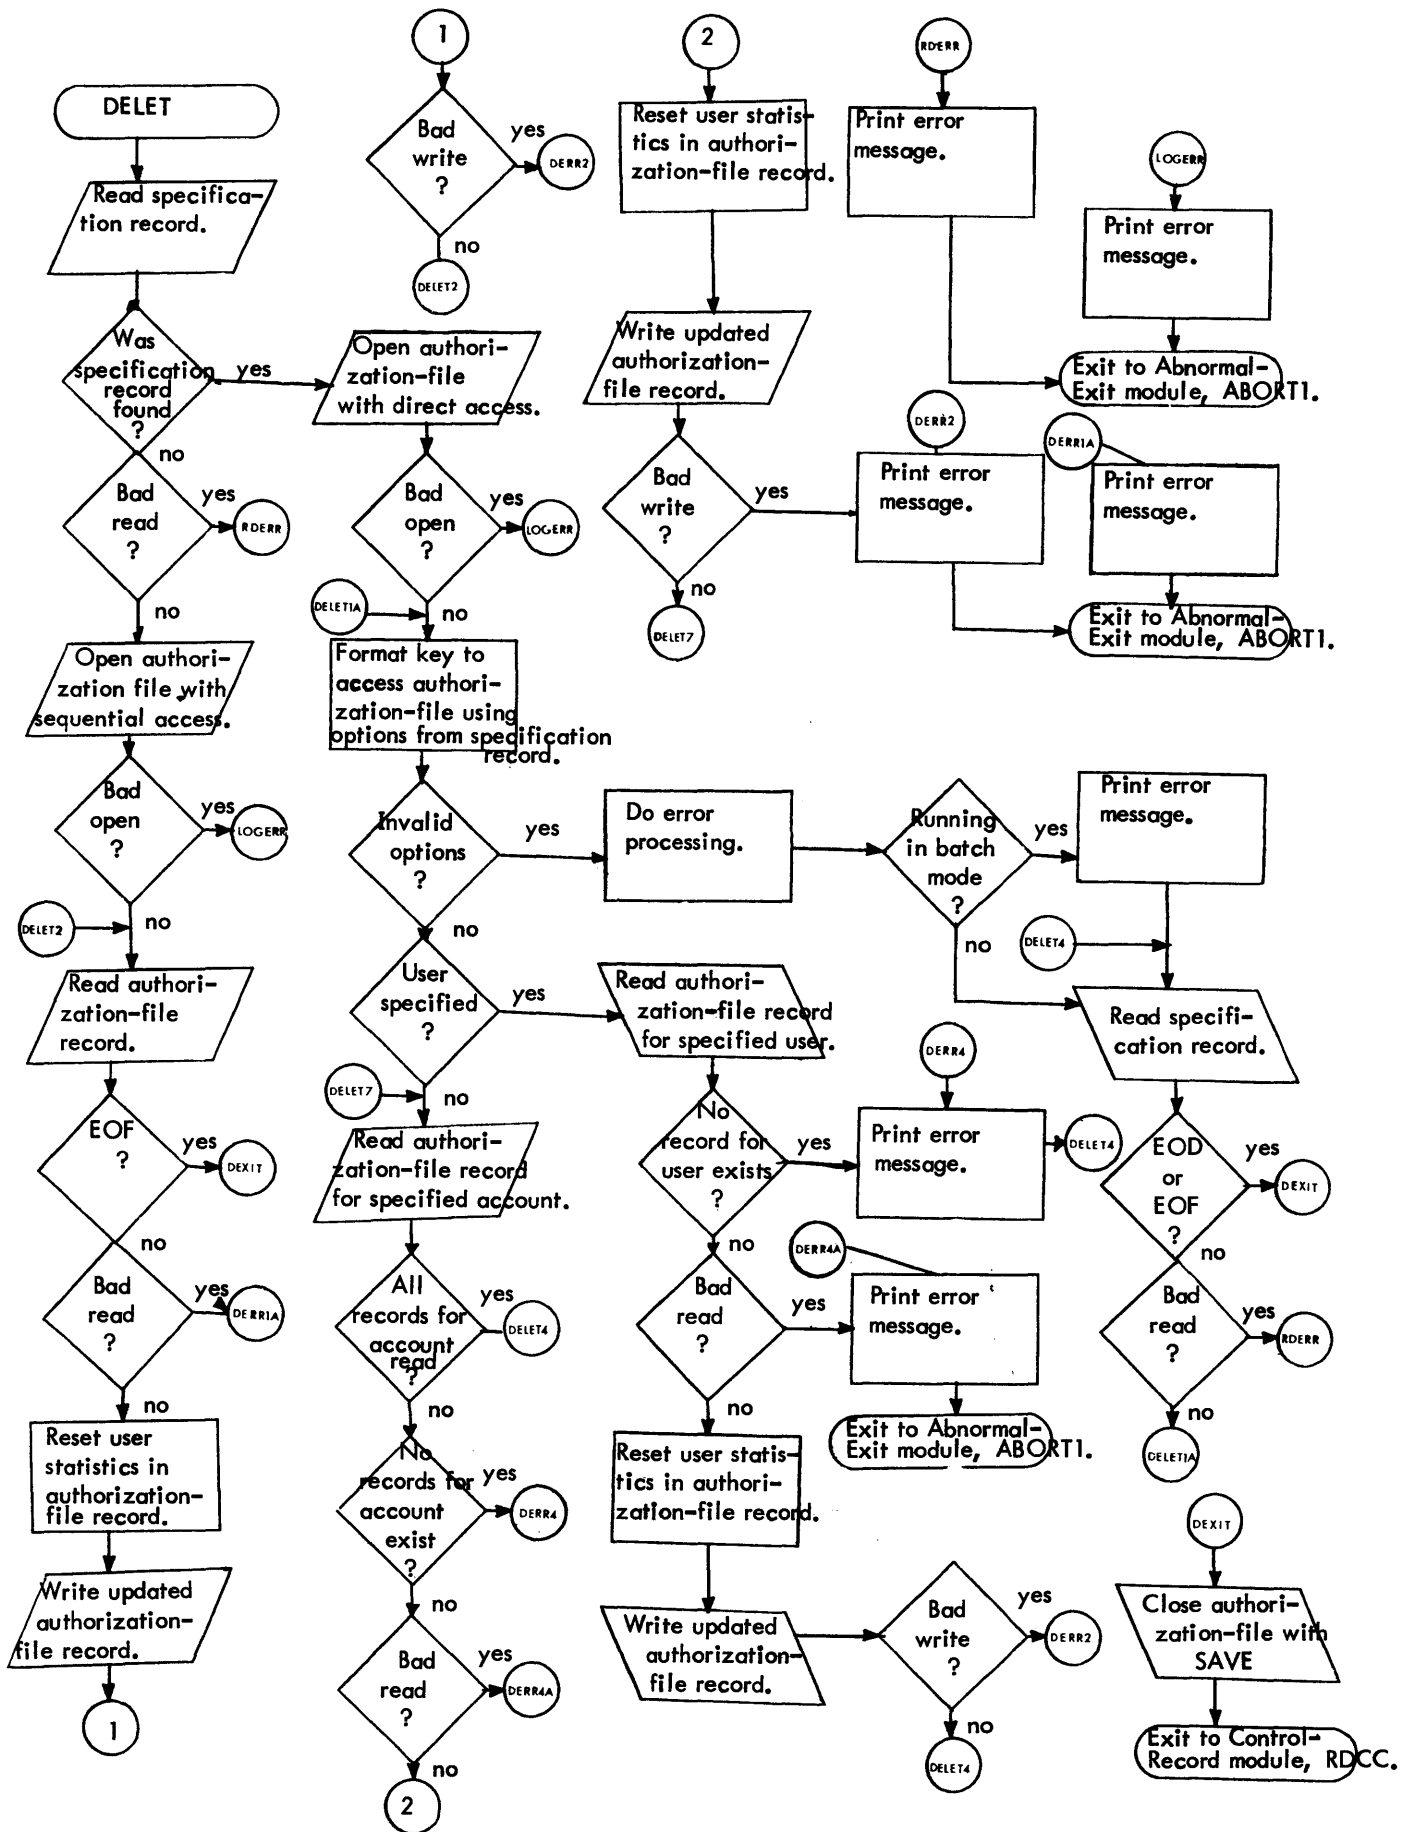 DELET
Read specifica-
tion record.
Was
specification
record
found
?
yes
no
Bad
read
?
yes
RDERR
no
Open authori-
zation file with
sequential access.
Bad
open
?
yes
LOGERR
DELET2
no
Read authori-
zation-file
record.
EOF
?
yes
DEXIT
no
Bad
read
?
yes
DERR1A
no
Reset user
statistics in
authorization-
file record.
Write updated
authorization-
file record.
1
1
Bad
write
?
yes
DERR2
no
DELET2
Open authori-
zation-file
with direct access.
Bad
open
?
yes
LOGERR
DELET1A
no
Format key to
access authori-
zation-file using
options from specification
record.
Invalid
options
?
yes
no
User
specified
?
yes
DELET7
no
Read authori-
zation-file record
for specified account.
All
records for
account
read
?
yes
DELET4
no
No
records for
account
exist
?
yes
DERR4
no
Bad
read
?
yes
DERR4A
no
2
2
Reset user statis-
tics in authori-
zation-file record.
Write updated
authorization-
file record.
Bad
write
?
yes
no
DELET7
Do error
processing.
Read authori-
zation-file record
for specified user.
No
record for
user exists
?
yes
no
Bad
read
?
yes
no
Reset user statis-
tics in authori-
zation-file record.
Write updated
authorization-
file record.
RDERR
Print error
message.
DERR2
Print error
message.
Running
in batch
mode
?
yes
no
DERR4
Print error
message.
DELET4
DERR4A
Print error
message.
Exit to Abnormal-
Exit module, ABORT1.
Bad
write
?
yes
DERR2
no
DELET4
LOGERR
Print error
message.
Exit to Abnormal-
Exit module, ABORT1.
DERR1A
Print error
message.
Exit to Abnormal-
Exit module, ABORT1.
Print error
message.
DELET4
Read specifi-
cation record.
EOD
or
EOF
?
yes
DEXIT
no
Bad
read
?
yes
RDERR
no
DELET1A
DEXIT
Close authori-
zation-file with
SAVE
Exit to Control-
Record module, RDCC.